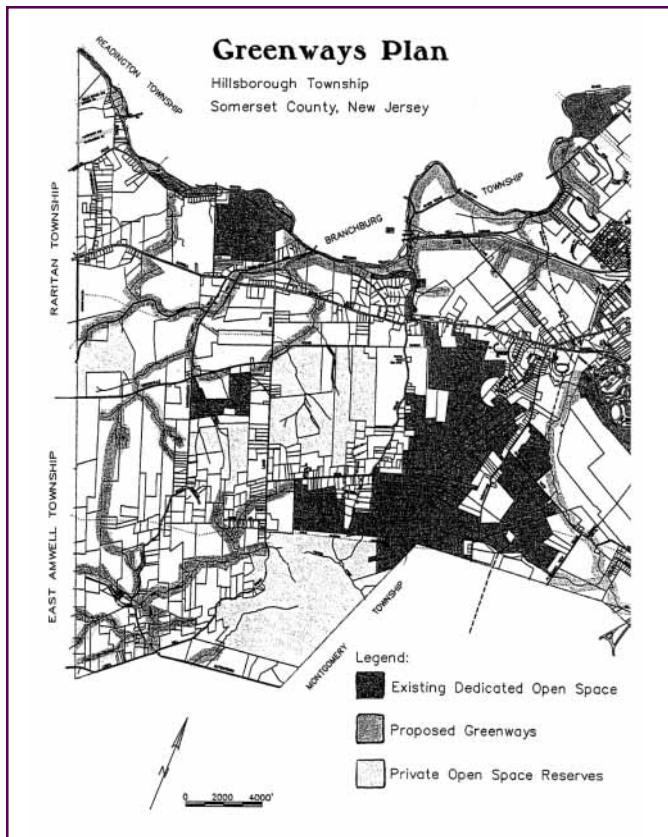 Greenways Plan
Hillsborough Township
Somerset County, New Jersey
READINGTON TOWNSHIP
RARITAN TOWNSHIP
BRANCHBURG TOWNSHIP
EAST AMWELL TOWNSHIP
MONTGOMERY TOWNSHIP
Legend:
Existing Dedicated Open Space
Proposed Greenways
Private Open Space Reserves
N
0 2000 4000'